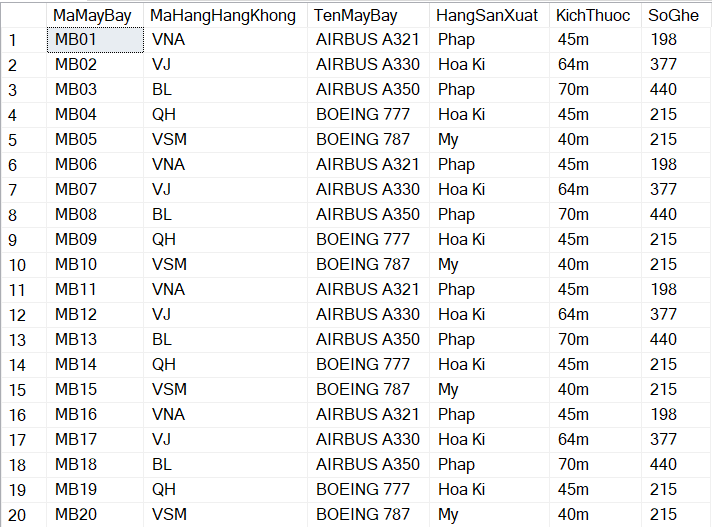 MaMayBay MaHangHangKhong TenMayBay HangSanXuat KichThuoc SoGhe
1 MB01 VNA AIRBUS A321 Phap 45m 198
2 MB02 VJ AIRBUS A330 Hoa Ki 64m 377
3 MB03 BL AIRBUS A350 Phap 70m 440
4 MB04 QH BOEING 777 Hoa Ki 45m 215
5 MB05 VSM BOEING 787 My 40m 215
6 MB06 VNA AIRBUS A321 Phap 45m 198
7 MB07 VJ AIRBUS A330 Hoa Ki 64m 377
8 MB08 BL AIRBUS A350 Phap 70m 440
9 MB09 QH BOEING 777 Hoa Ki 45m 215
10 MB10 VSM BOEING 787 My 40m 215
11 MB11 VNA AIRBUS A321 Phap 45m 198
12 MB12 VJ AIRBUS A330 Hoa Ki 64m 377
13 MB13 BL AIRBUS A350 Phap 70m 440
14 MB14 QH BOEING 777 Hoa Ki 45m 215
15 MB15 VSM BOEING 787 My 40m 215
16 MB16 VNA AIRBUS A321 Phap 45m 198
17 MB17 VJ AIRBUS A330 Hoa Ki 64m 377
18 MB18 BL AIRBUS A350 Phap 70m 440
19 MB19 QH BOEING 777 Hoa Ki 45m 215
20 MB20 VSM BOEING 787 My 40m 215